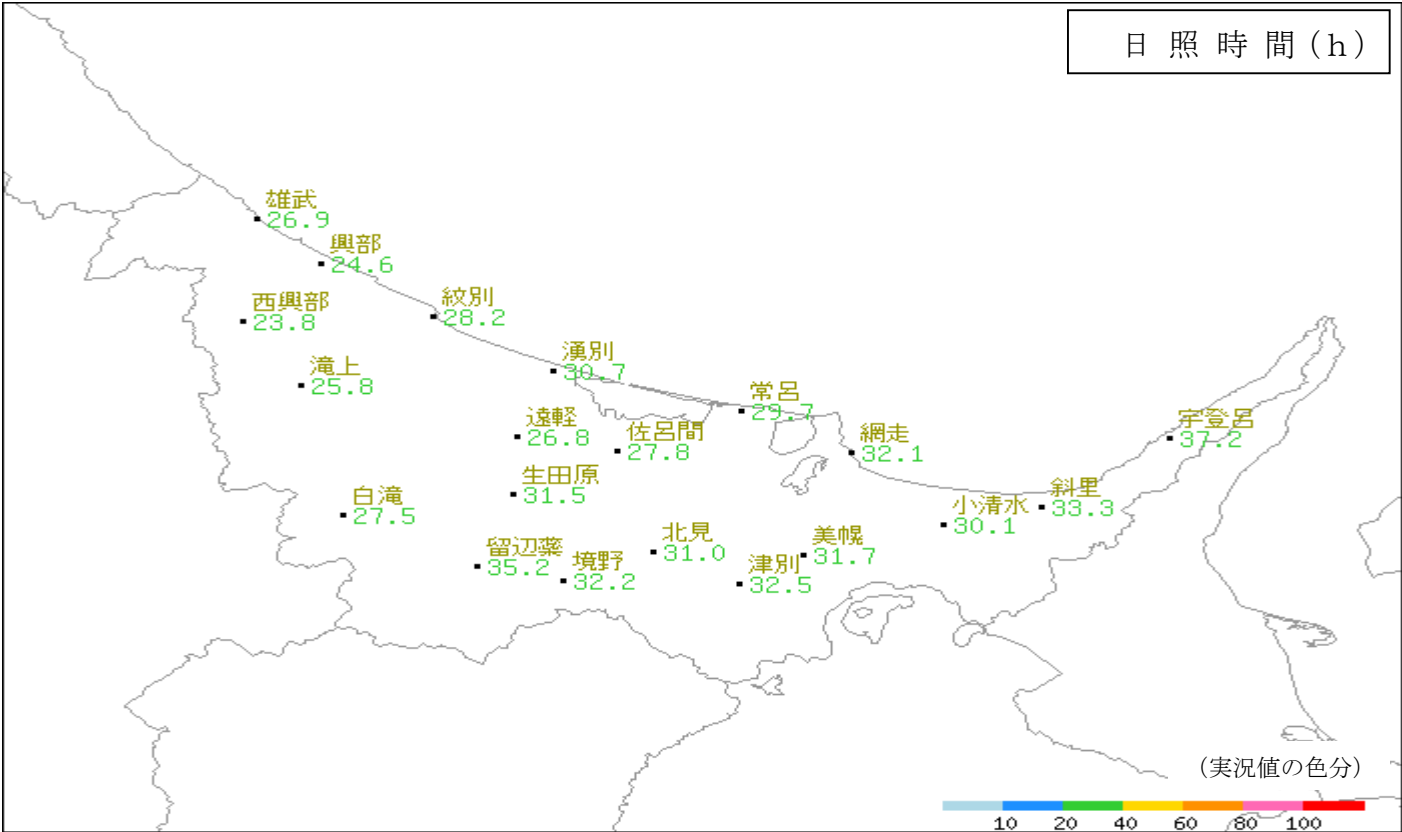 日 照 時 間 (ｈ)
雄武
26.9
興部
24.6
西興部
23.8
紋別
28.2
滝上
25.8
湧別
30.7
常呂
29.7
遠軽
26.8
佐呂間
27.8
網走
32.1
宇登呂
37.2
生田原
31.5
白滝
27.5
斜里
33.3
小清水
30.1
北見
31.0
美幌
31.7
留辺蘂
35.2
境野
32.2
津別
32.5
（実況値の色分）
10 20 40 60 80 100